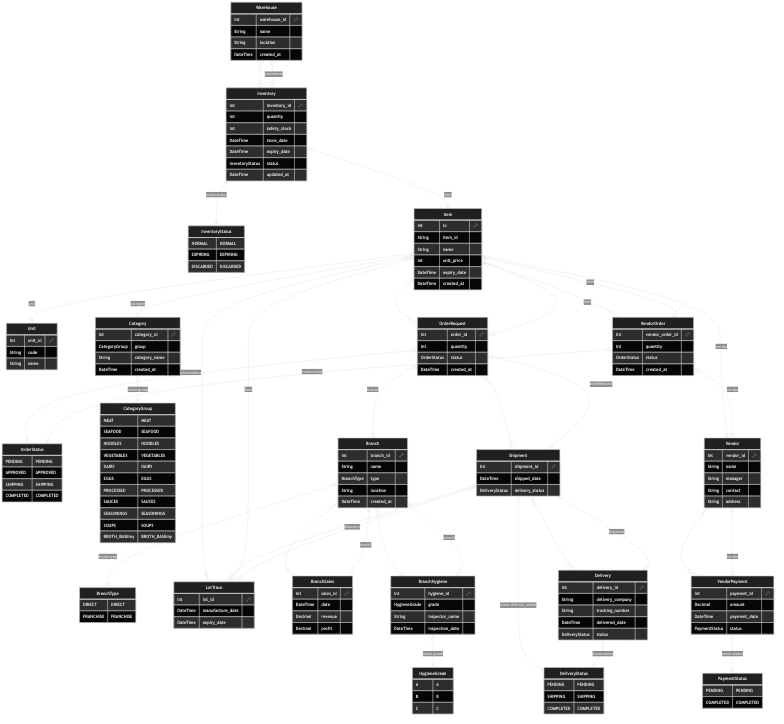 Warehouse
Int warehouse_id
String name
String location
DateTime created_at
warehouse
Inventory
Int inventory_id
Int quantity
Int safety_stock
DateTime store_date
DateTime expiry_date
InventoryStatus status
DateTime updated_at
item
InventoryStatus
NORMAL NORMAL
EXPIRING EXPIRING
DISCARDED DISCARDED
Item
Int id
String item_id
String name
Int unit_price
DateTime expiry_date
DateTime created_at
unit
category
item
item
Unit
Int unit_id
String code
String name
Category
Int category_id
CategoryGroup group
String category_name
DateTime created_at
OrderRequest
Int order_id
Int quantity
OrderStatus status
DateTime created_at
VendorOrder
Int vendor_order_id
Int quantity
OrderStatus status
DateTime created_at
vendor
item
branch
vendor
CategoryGroup
MEAT MEAT
SEAFOOD SEAFOOD
NOODLES NOODLES
VEGETABLES VEGETABLES
DAIRY DAIRY
EGGS EGGS
PROCESSED PROCESSED
SAUCES SAUCES
SEASONINGS SEASONINGS
SOUPS SOUPS
OrderStatus
PENDING PENDING
APPROVED APPROVED
SHIPPING SHIPPING
COMPLETED COMPLETED
Branch
Int branch_id
String name
BranchType type
String location
DateTime created_at
Shipment
Int shipment_id
DateTime shipped_date
DeliveryStatus delivery_status
Vendor
Int vendor_id
String name
String manager
String contact
String address
shipment
branch
branch
shipment
vendor
BranchType
DIRECT DIRECT
FRANCHISE FRANCHISE
LotTrace
Int lot_id
DateTime manufacture_date
DateTime expiry_date
BranchSales
Int sales_id
DateTime date
Decimal revenue
Decimal profit
BranchHygiene
Int hygiene_id
HygieneGrade grade
String inspector_name
DateTime inspection_date
Delivery
Int delivery_id
String delivery_company
String tracking_number
DateTime delivered_date
DeliveryStatus status
VendorPayment
Int payment_id
Decimal amount
DateTime payment_date
PaymentStatus status
HygieneGrade
A A
B B
C C
DeliveryStatus
PENDING PENDING
SHIPPING SHIPPING
COMPLETED COMPLETED
PaymentStatus
PENDING PENDING
COMPLETED COMPLETED